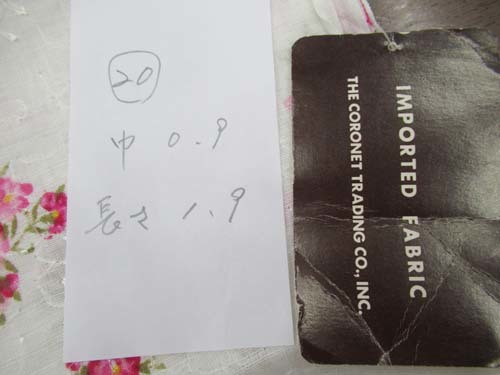 20
巾 0.9
長さ 1.9
IMPORTED FABRIC
THE CORONET TRADING CO., INC.